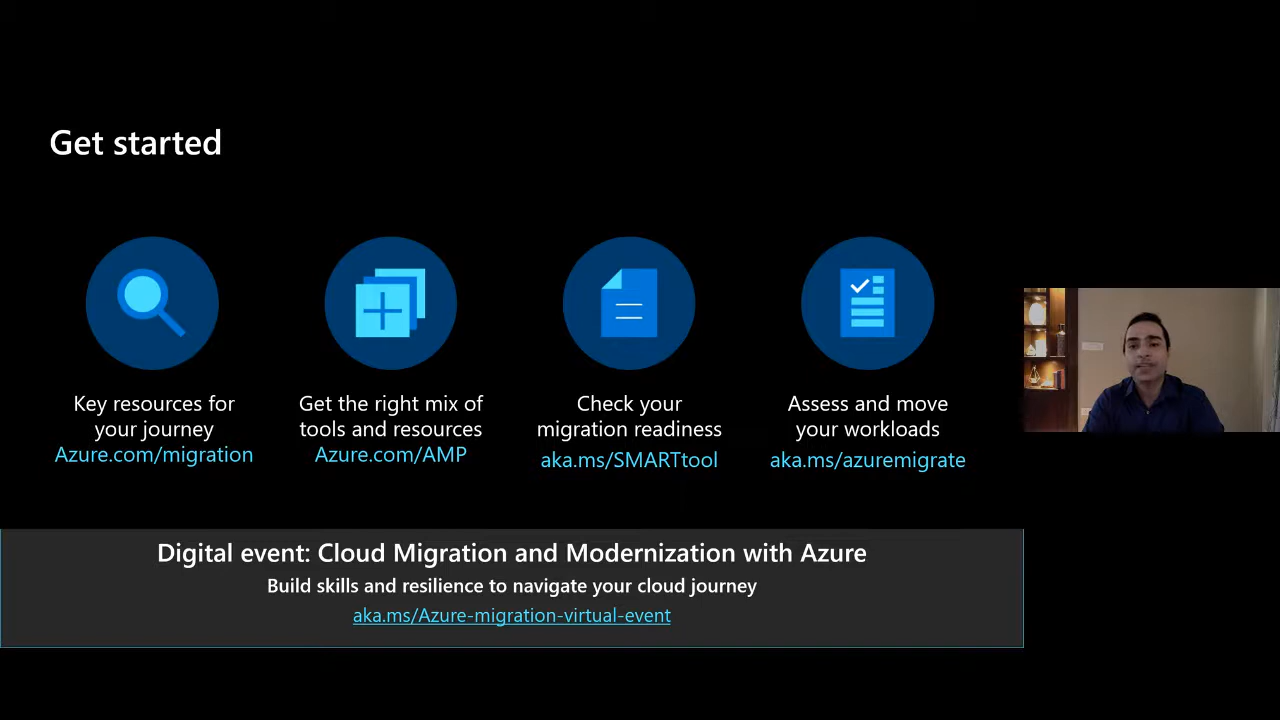 Get started
Key resources for
your journey
Azure.com/migration
Get the right mix of
tools and resources
Azure.com/AMP
Check your
migration readiness
aka.ms/SMARTtool
Assess and move
your workloads
aka.ms/azuremigrate
Digital event: Cloud Migration and Modernization with Azure
Build skills and resilience to navigate your cloud journey
aka.ms/Azure-migration-virtual-event